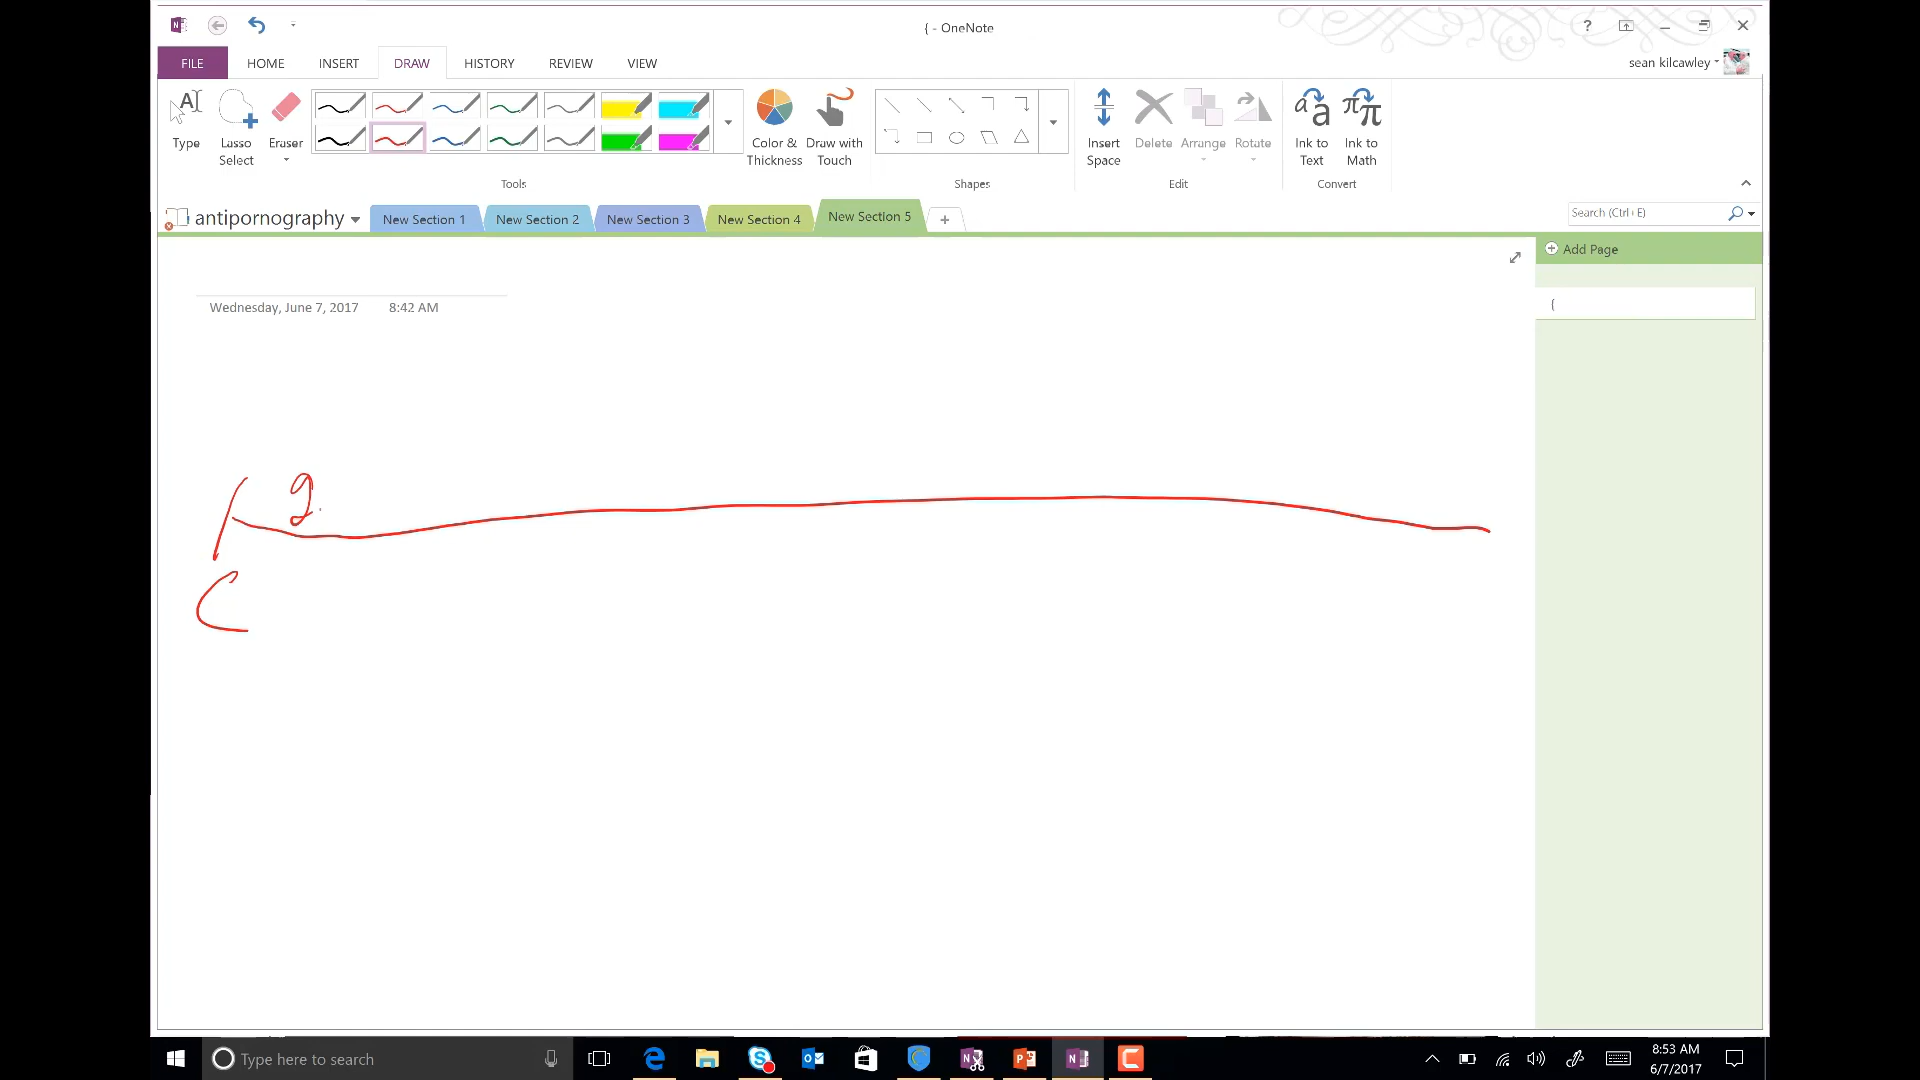 { - OneNote
FILE HOME INSERT DRAW HISTORY REVIEW VIEW
sean kilcawley
Type
Lasso Select
Eraser
Color & Thickness
Draw with Touch
Insert Space
Delete
Arrange
Rotate
Ink to Text
Ink to Math
Tools Shapes Edit Convert
antipornography New Section 1 New Section 2 New Section 3 New Section 4 New Section 5
Search (Ctrl+E)
Add Page
{
Wednesday, June 7, 2017 8:42 AM
C
Type here to search
8:53 AM
6/7/2017